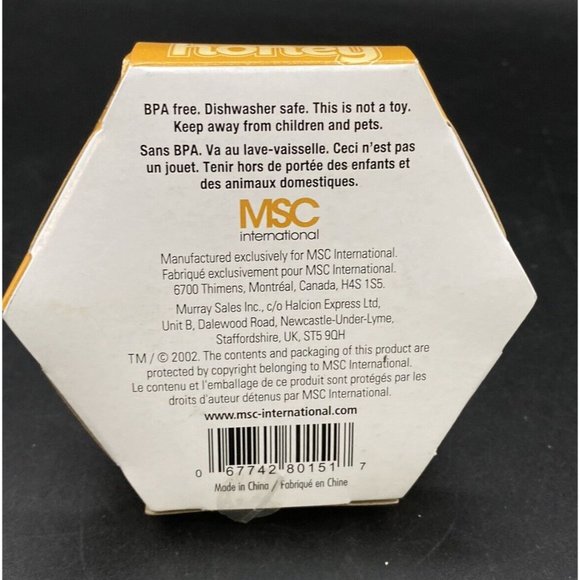 honey
BPA free. Dishwasher safe. This is not a toy.
Keep away from children and pets.
Sans BPA. Va au lave-vaisselle. Ceci n'est pas
un jouet. Tenir hors de portée des enfants et
des animaux domestiques.
MSC
international
Manufactured exclusively for MSC International.
Fabriqué exclusivement pour MSC International.
6700 Thimens, Montréal, Canada, H4S 1S5.
Murray Sales Inc., c/o Halcion Express Ltd,
Unit B, Dalewood Road, Newcastle-Under-Lyme,
Staffordshire, UK, ST5 9QH
TM / © 2002. The contents and packaging of this product are
protected by copyright belonging to MSC International.
Le contenu et l'emballage de ce produit sont protégés par les
droits d'auteur détenus par MSC International.
www.msc-international.com
0 67742 80151 7
Made in China / Fabriqué en Chine